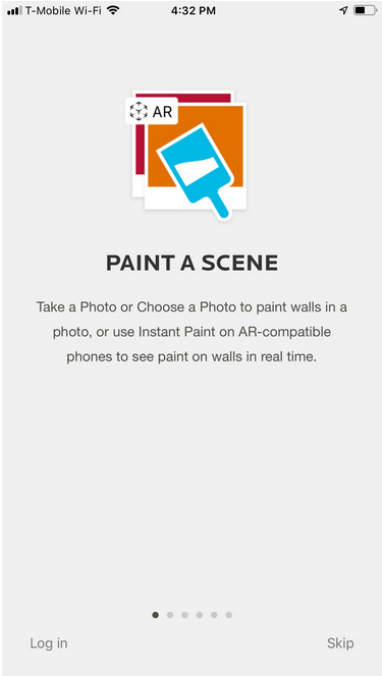 T-Mobile Wi-Fi 4:32 PM
AR
PAINT A SCENE
Take a Photo or Choose a Photo to paint walls in a
photo, or use Instant Paint on AR-compatible
phones to see paint on walls in real time.
Log in Skip